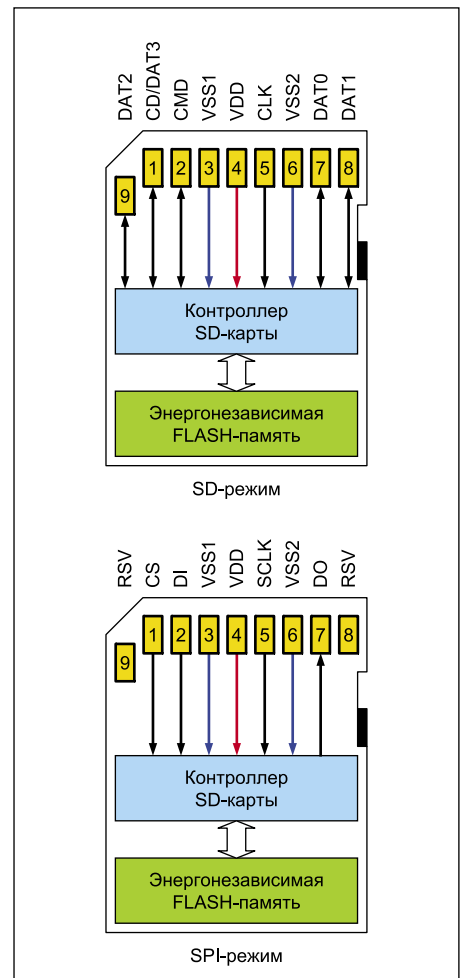 DAT2 CD/DAT3 CMD VSS1 VDD CLK VSS2 DAT0 DAT1
9 1 2 3 4 5 6 7 8
Контроллер
SD-карты
Энергонезависимая
FLASH-память
SD-режим
RSV CS DI VSS1 VDD SCLK VSS2 DO RSV
9 1 2 3 4 5 6 7 8
Контроллер
SD-карты
Энергонезависимая
FLASH-память
SPI-режим